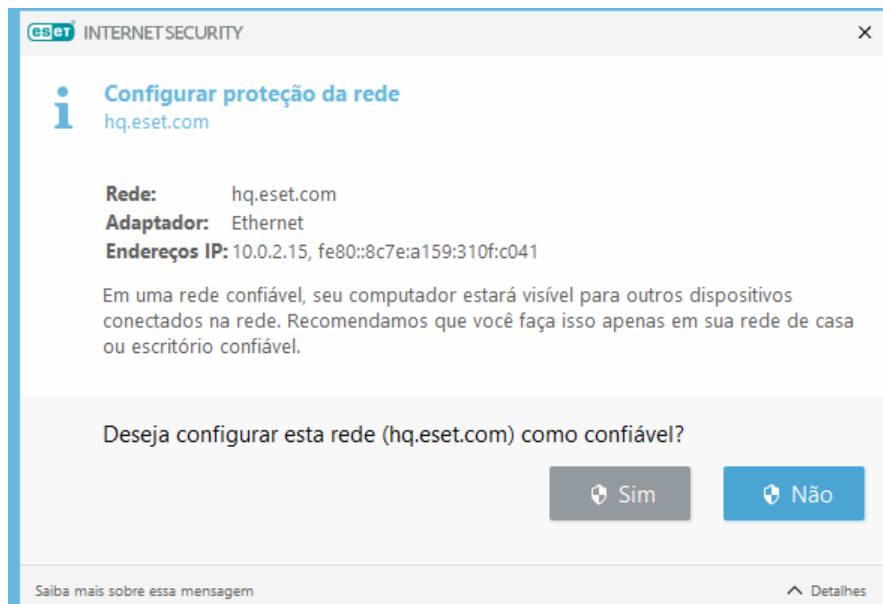 eset INTERNET SECURITY
Configurar proteção da rede
hq.eset.com
Rede: hq.eset.com
Adaptador: Ethernet
Endereços IP: 10.0.2.15, fe80::8c7e:a159:310f:c041
Em uma rede confiável, seu computador estará visível para outros dispositivos
conectados na rede. Recomendamos que você faça isso apenas em sua rede de casa
ou escritório confiável.
Deseja configurar esta rede (hq.eset.com) como confiável?
Sim
Não
Saiba mais sobre essa mensagem
Detalhes